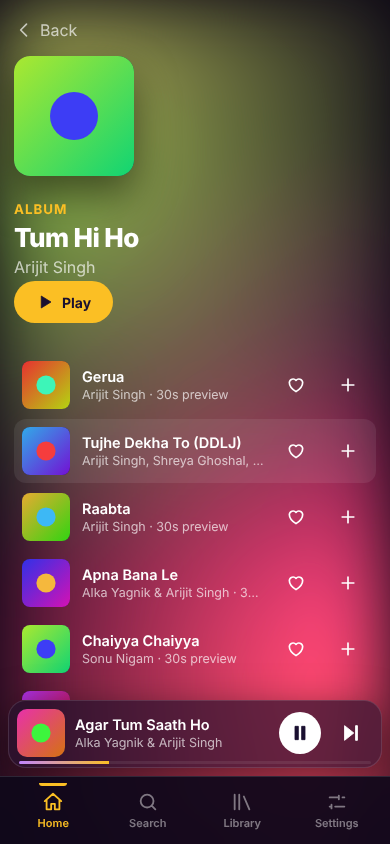 Back
ALBUM
Tum Hi Ho
Arijit Singh
Play
Gerua
Arijit Singh · 30s preview
Tujhe Dekha To (DDLJ)
Arijit Singh, Shreya Ghoshal, ...
Raabta
Arijit Singh · 30s preview
Apna Bana Le
Alka Yagnik & Arijit Singh · 3...
Chaiyya Chaiyya
Sonu Nigam · 30s preview
Agar Tum Saath Ho
Alka Yagnik & Arijit Singh
Home
Search
Library
Settings